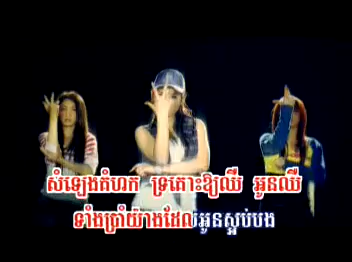 សំឡេងគំហក ទ្រគោះឱ្យឈឺ អូនឈឺ
ទាំងប្រាំយ៉ាងដែលអូនស្អប់បង